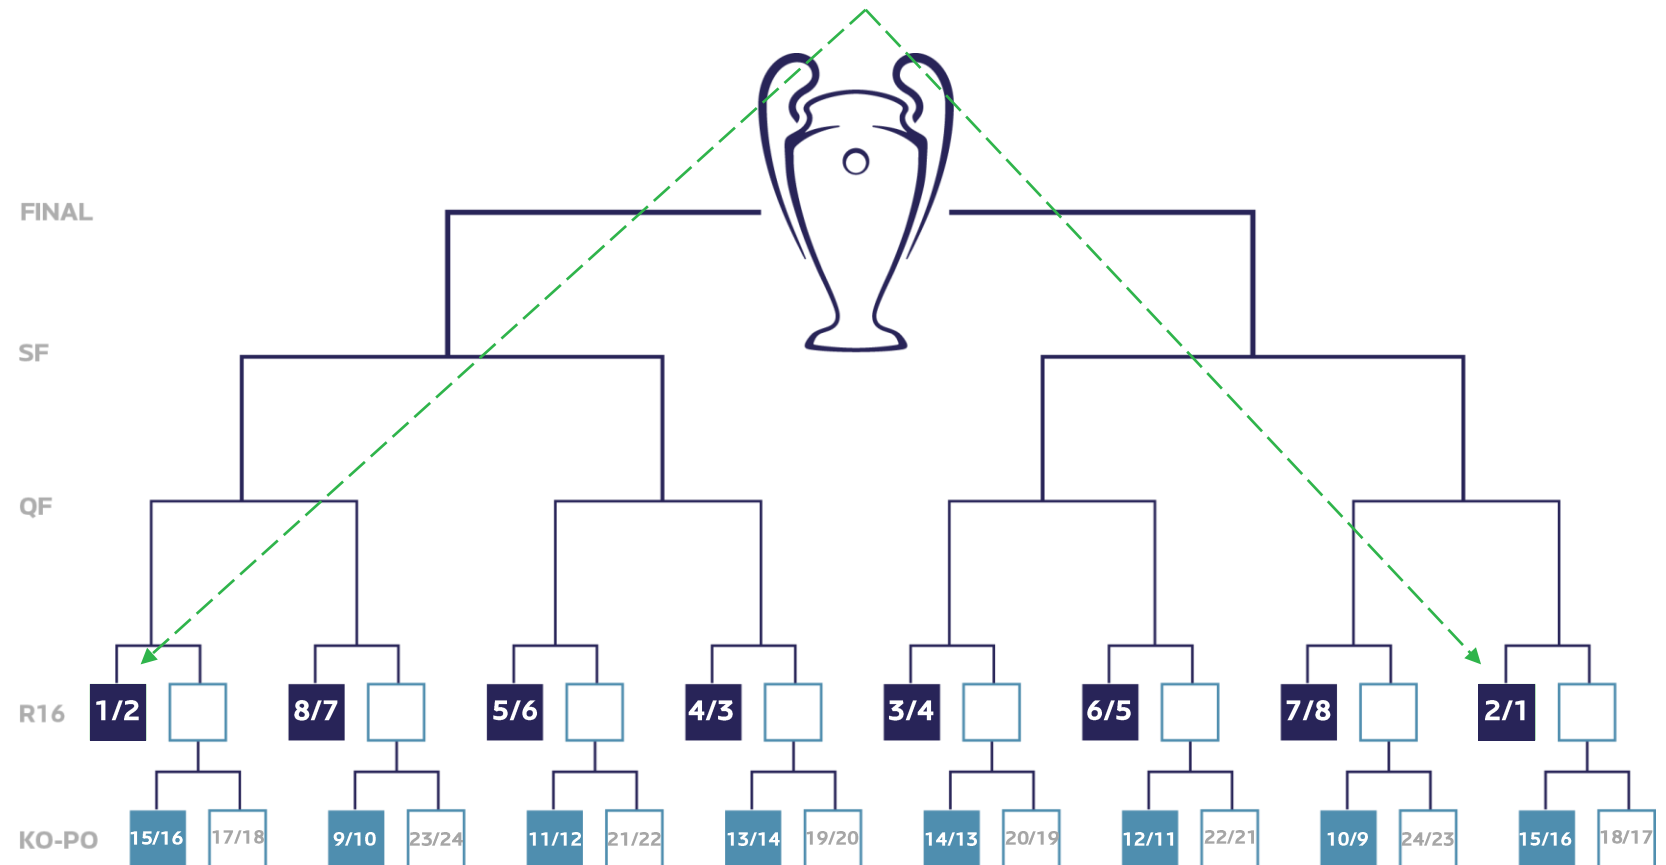 FINAL
SF
QF
R16 1/2 8/7 5/6 4/3 3/4 6/5 7/8 2/1
KO-PO 15/16 17/18 9/10 23/24 11/12 21/22 13/14 19/20 14/13 20/19 12/11 22/21 10/9 24/23 15/16 18/17